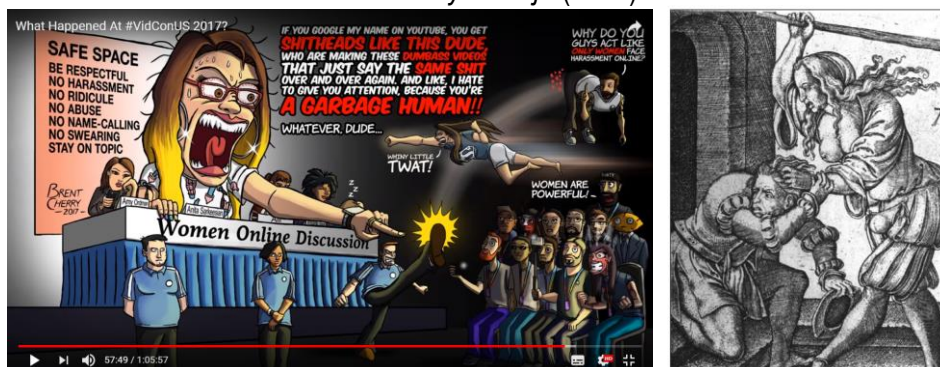 What Happened At #VidConUS 2017?
SAFE SPACE
BE RESPECTFUL
NO HARASSMENT
NO RIDICULE
NO ABUSE
NO NAME-CALLING
NO SWEARING
STAY ON TOPIC
BRENT
CHERRY
-2017-
IF YOU GOOGLE MY NAME ON YOUTUBE, YOU GET
SHITHEADS LIKE THIS DUDE,
WHO ARE MAKING THESE DUMBASS VIDEOS
THAT JUST SAY THE SAME SHIT
OVER AND OVER AGAIN. AND LIKE, I HATE
TO GIVE YOU ATTENTION, BECAUSE YOU'RE
A GARBAGE HUMAN!!
WHATEVER, DUDE...
WHY DO YOU
GUYS ACT LIKE
ONLY WOMEN FACE
HARASSMENT ONLINE?
WHINY LITTLE
TWAT!
WOMEN ARE
POWERFUL!
Z
Z
Z
Anita Sarkeesian
Women Online Discussion
57:49 / 1:05:57